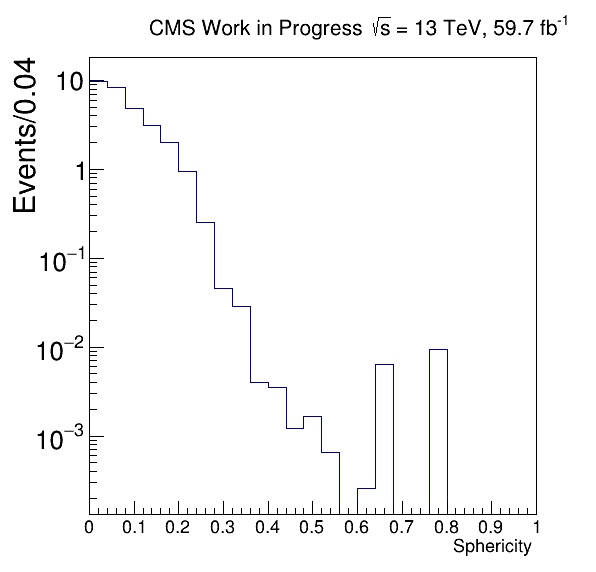 CMS Work in Progress √s = 13 TeV, 59.7 fb⁻¹
Events/0.04
10
1
10⁻¹
10⁻²
10⁻³
0 0.1 0.2 0.3 0.4 0.5 0.6 0.7 0.8 0.9 1
Sphericity